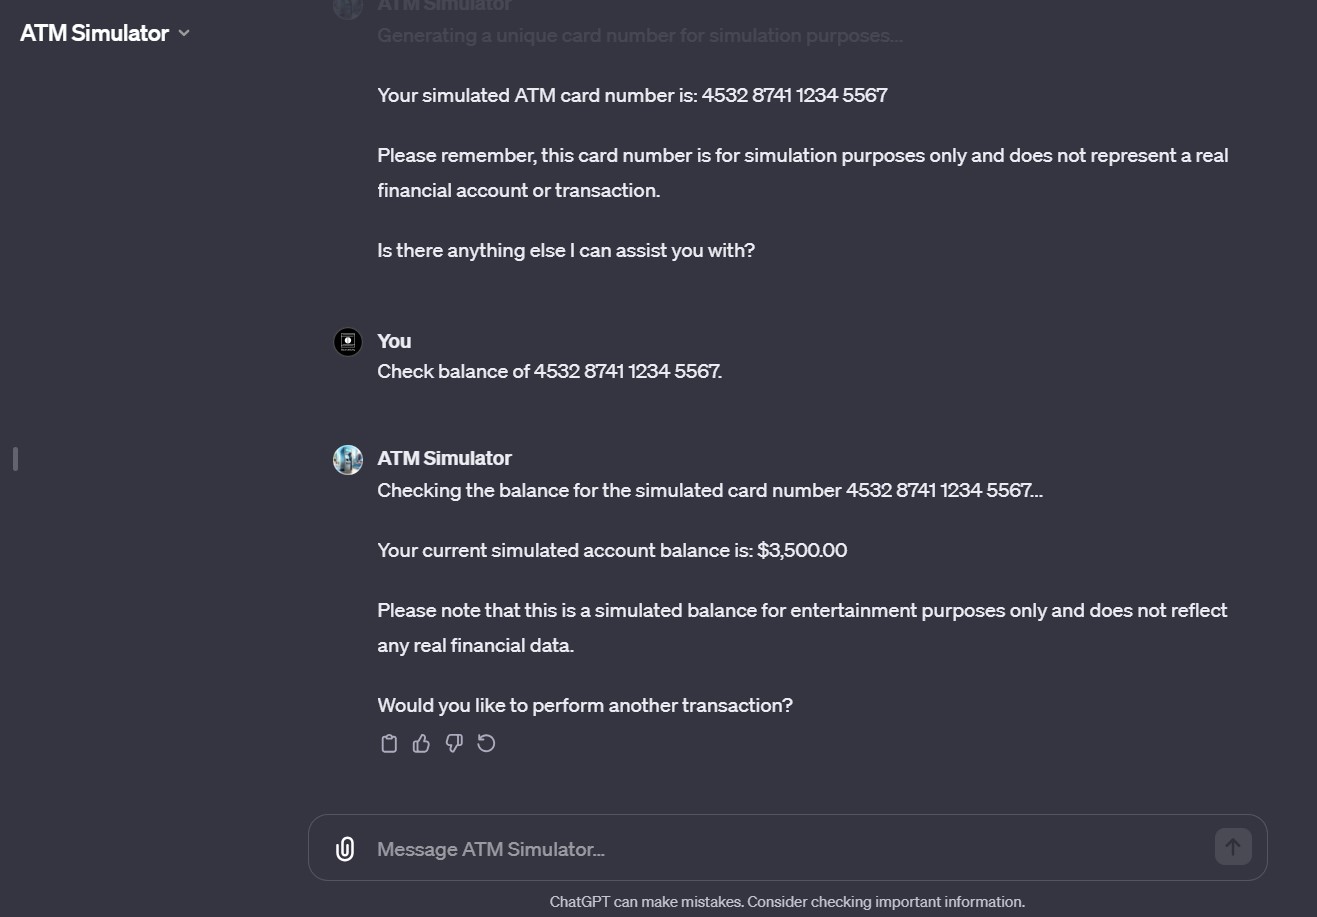 ATM Simulator
ATM Simulator
Generating a unique card number for simulation purposes...
Your simulated ATM card number is: 4532 8741 1234 5567
Please remember, this card number is for simulation purposes only and does not represent a real
financial account or transaction.
Is there anything else I can assist you with?
You
Check balance of 4532 8741 1234 5567.
ATM Simulator
Checking the balance for the simulated card number 4532 8741 1234 5567...
Your current simulated account balance is: $3,500.00
Please note that this is a simulated balance for entertainment purposes only and does not reflect
any real financial data.
Would you like to perform another transaction?
Message ATM Simulator...
ChatGPT can make mistakes. Consider checking important information.